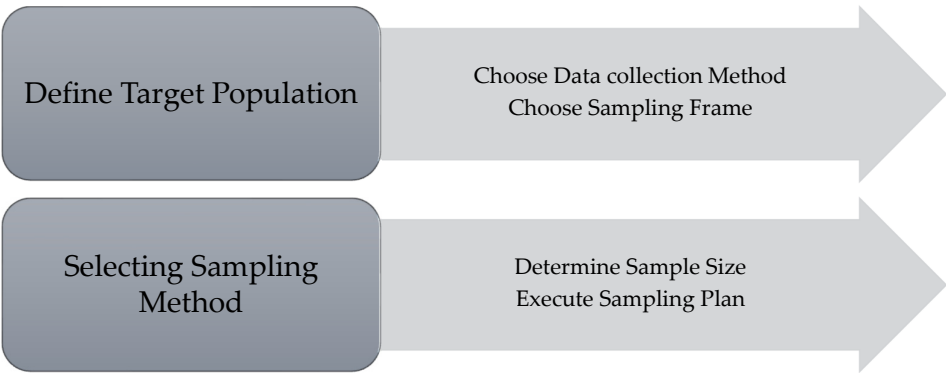 Define Target Population
Choose Data collection Method
Choose Sampling Frame
Selecting Sampling
Method
Determine Sample Size
Execute Sampling Plan